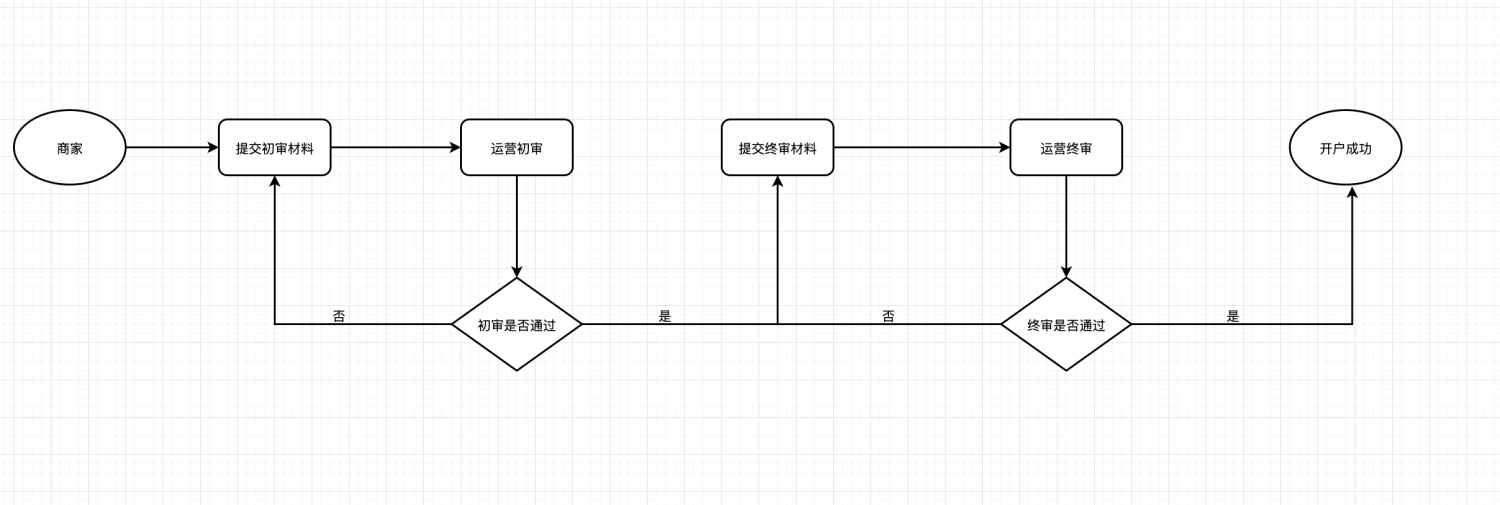 商家
提交初审材料
运营初审
提交终审材料
运营终审
开户成功
否
是
否
是
初审是否通过
终审是否通过